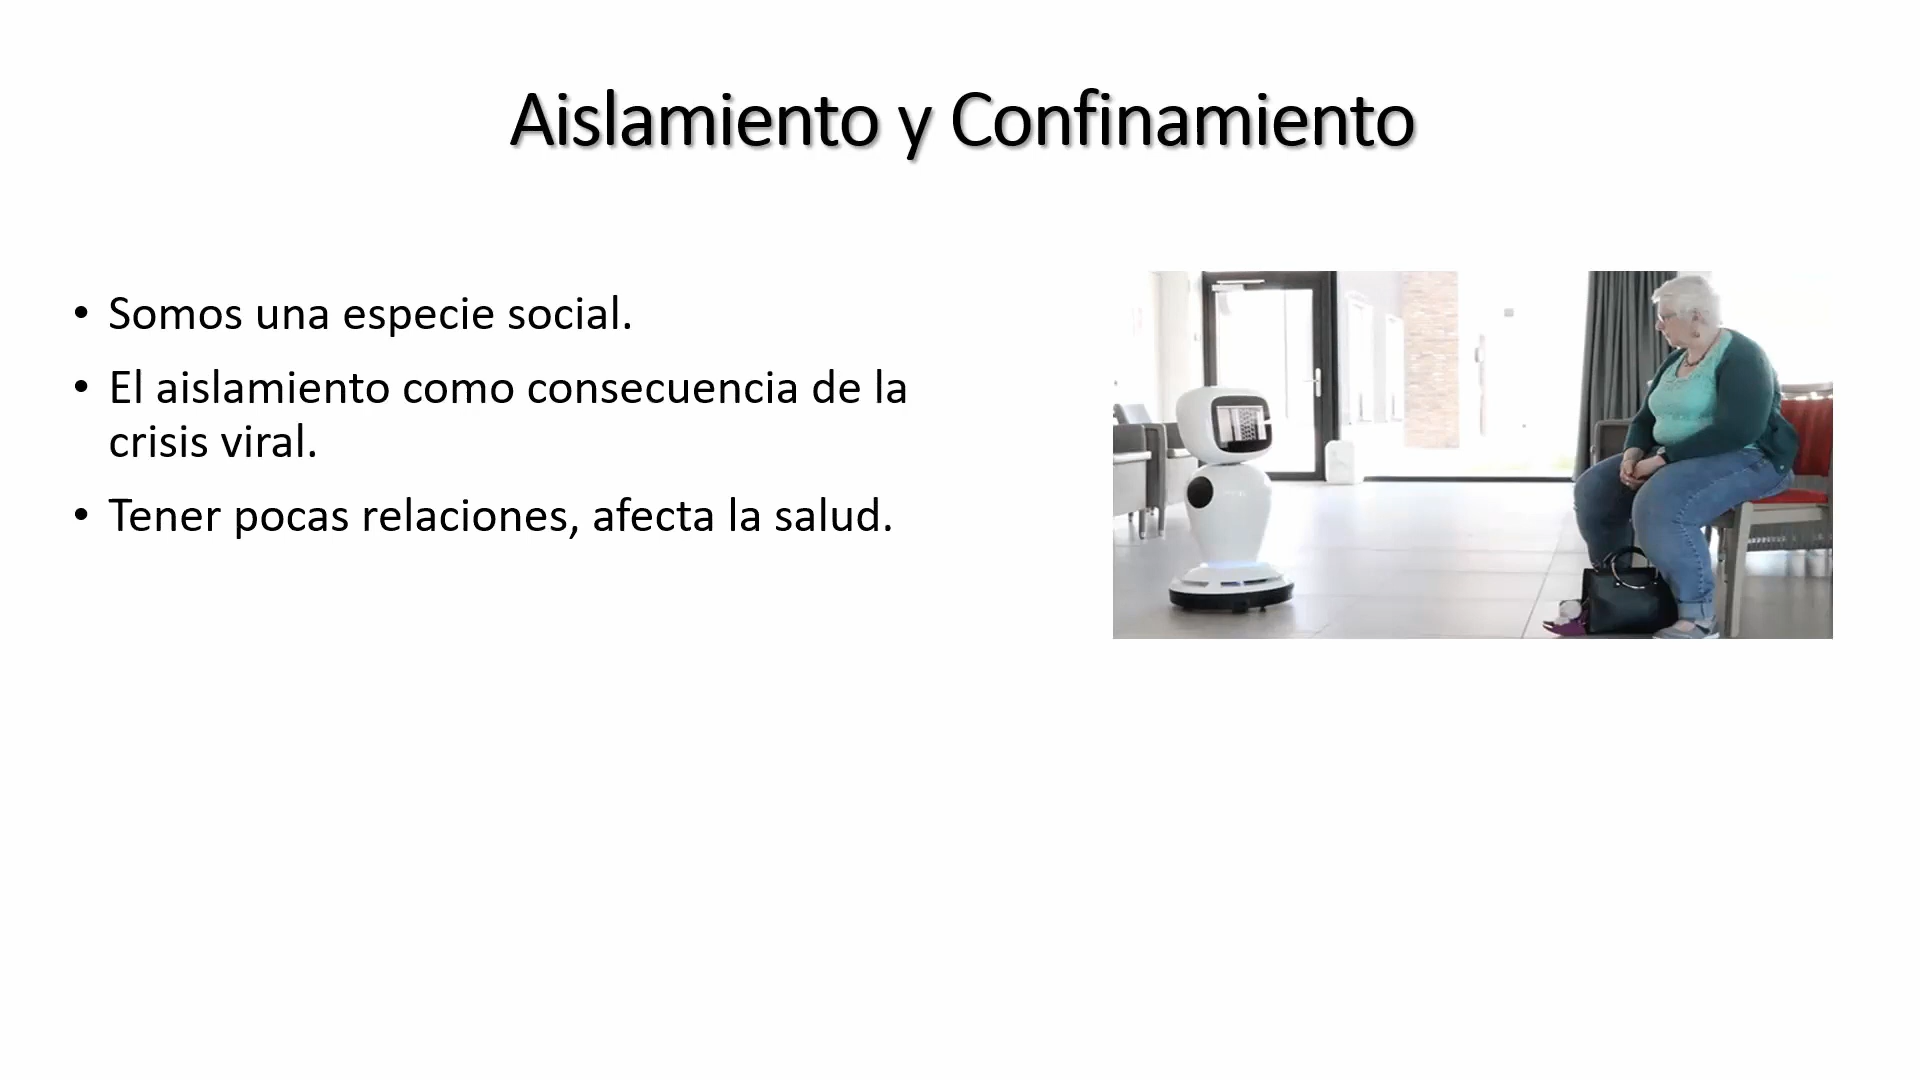 Aislamiento y Confinamiento
• Somos una especie social.
• El aislamiento como consecuencia de la
crisis viral.
• Tener pocas relaciones, afecta la salud.